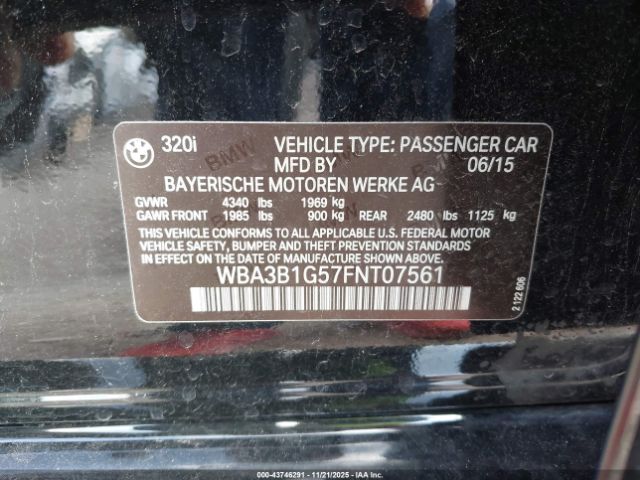 BMW
320i VEHICLE TYPE: PASSENGER CAR
MFD BY 06/15
BAYERISCHE MOTOREN WERKE AG
GVWR 4340 lbs 1969 kg
GAWR FRONT 1985 lbs 900 kg REAR 2480 lbs 1125 kg
THIS VEHICLE CONFORMS TO ALL APPLICABLE U.S. FEDERAL MOTOR
VEHICLE SAFETY, BUMPER AND THEFT PREVENTION STANDARDS IN
EFFECT ON THE DATE OF MANUFACTURE SHOWN ABOVE.
WBA3B1G57FNT07561
2 122 606
000-43746291 - 11/21/2025 - IAAI.COM